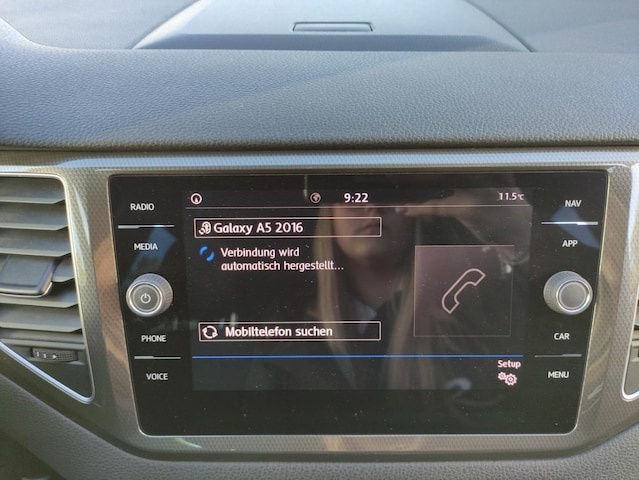 RADIO
MEDIA
PHONE
VOICE
9:22
11.5°C
Galaxy A5 2016
Verbindung wird
automatisch hergestellt...
Mobiltelefon suchen
Setup
NAV
APP
CAR
MENU